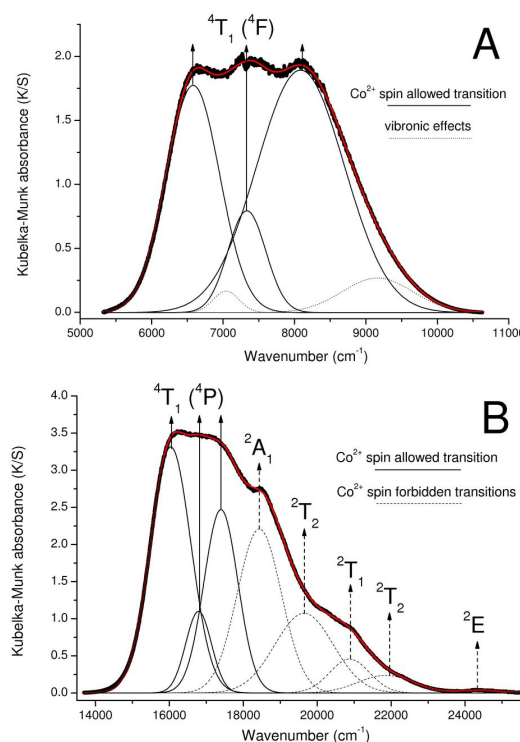 ⁴T₁ (⁴F)
A
Co²⁺ spin allowed transition
vibronic effects
Kubelka-Munk absorbance (K/S)
2.0
1.5
1.0
0.5
0.0
5000 6000 7000 8000 9000 10000 11000
Wavenumber (cm⁻¹)
⁴T₁ (⁴P)
B
²A₁
Co²⁺ spin allowed transition
Co²⁺ spin forbidden transitions
²T₂
²T₁
²T₂
²E
Kubelka-Munk absorbance (K/S)
4.0
3.5
3.0
2.5
2.0
1.5
1.0
0.5
0.0
14000 16000 18000 20000 22000 24000
Wavenumber (cm⁻¹)